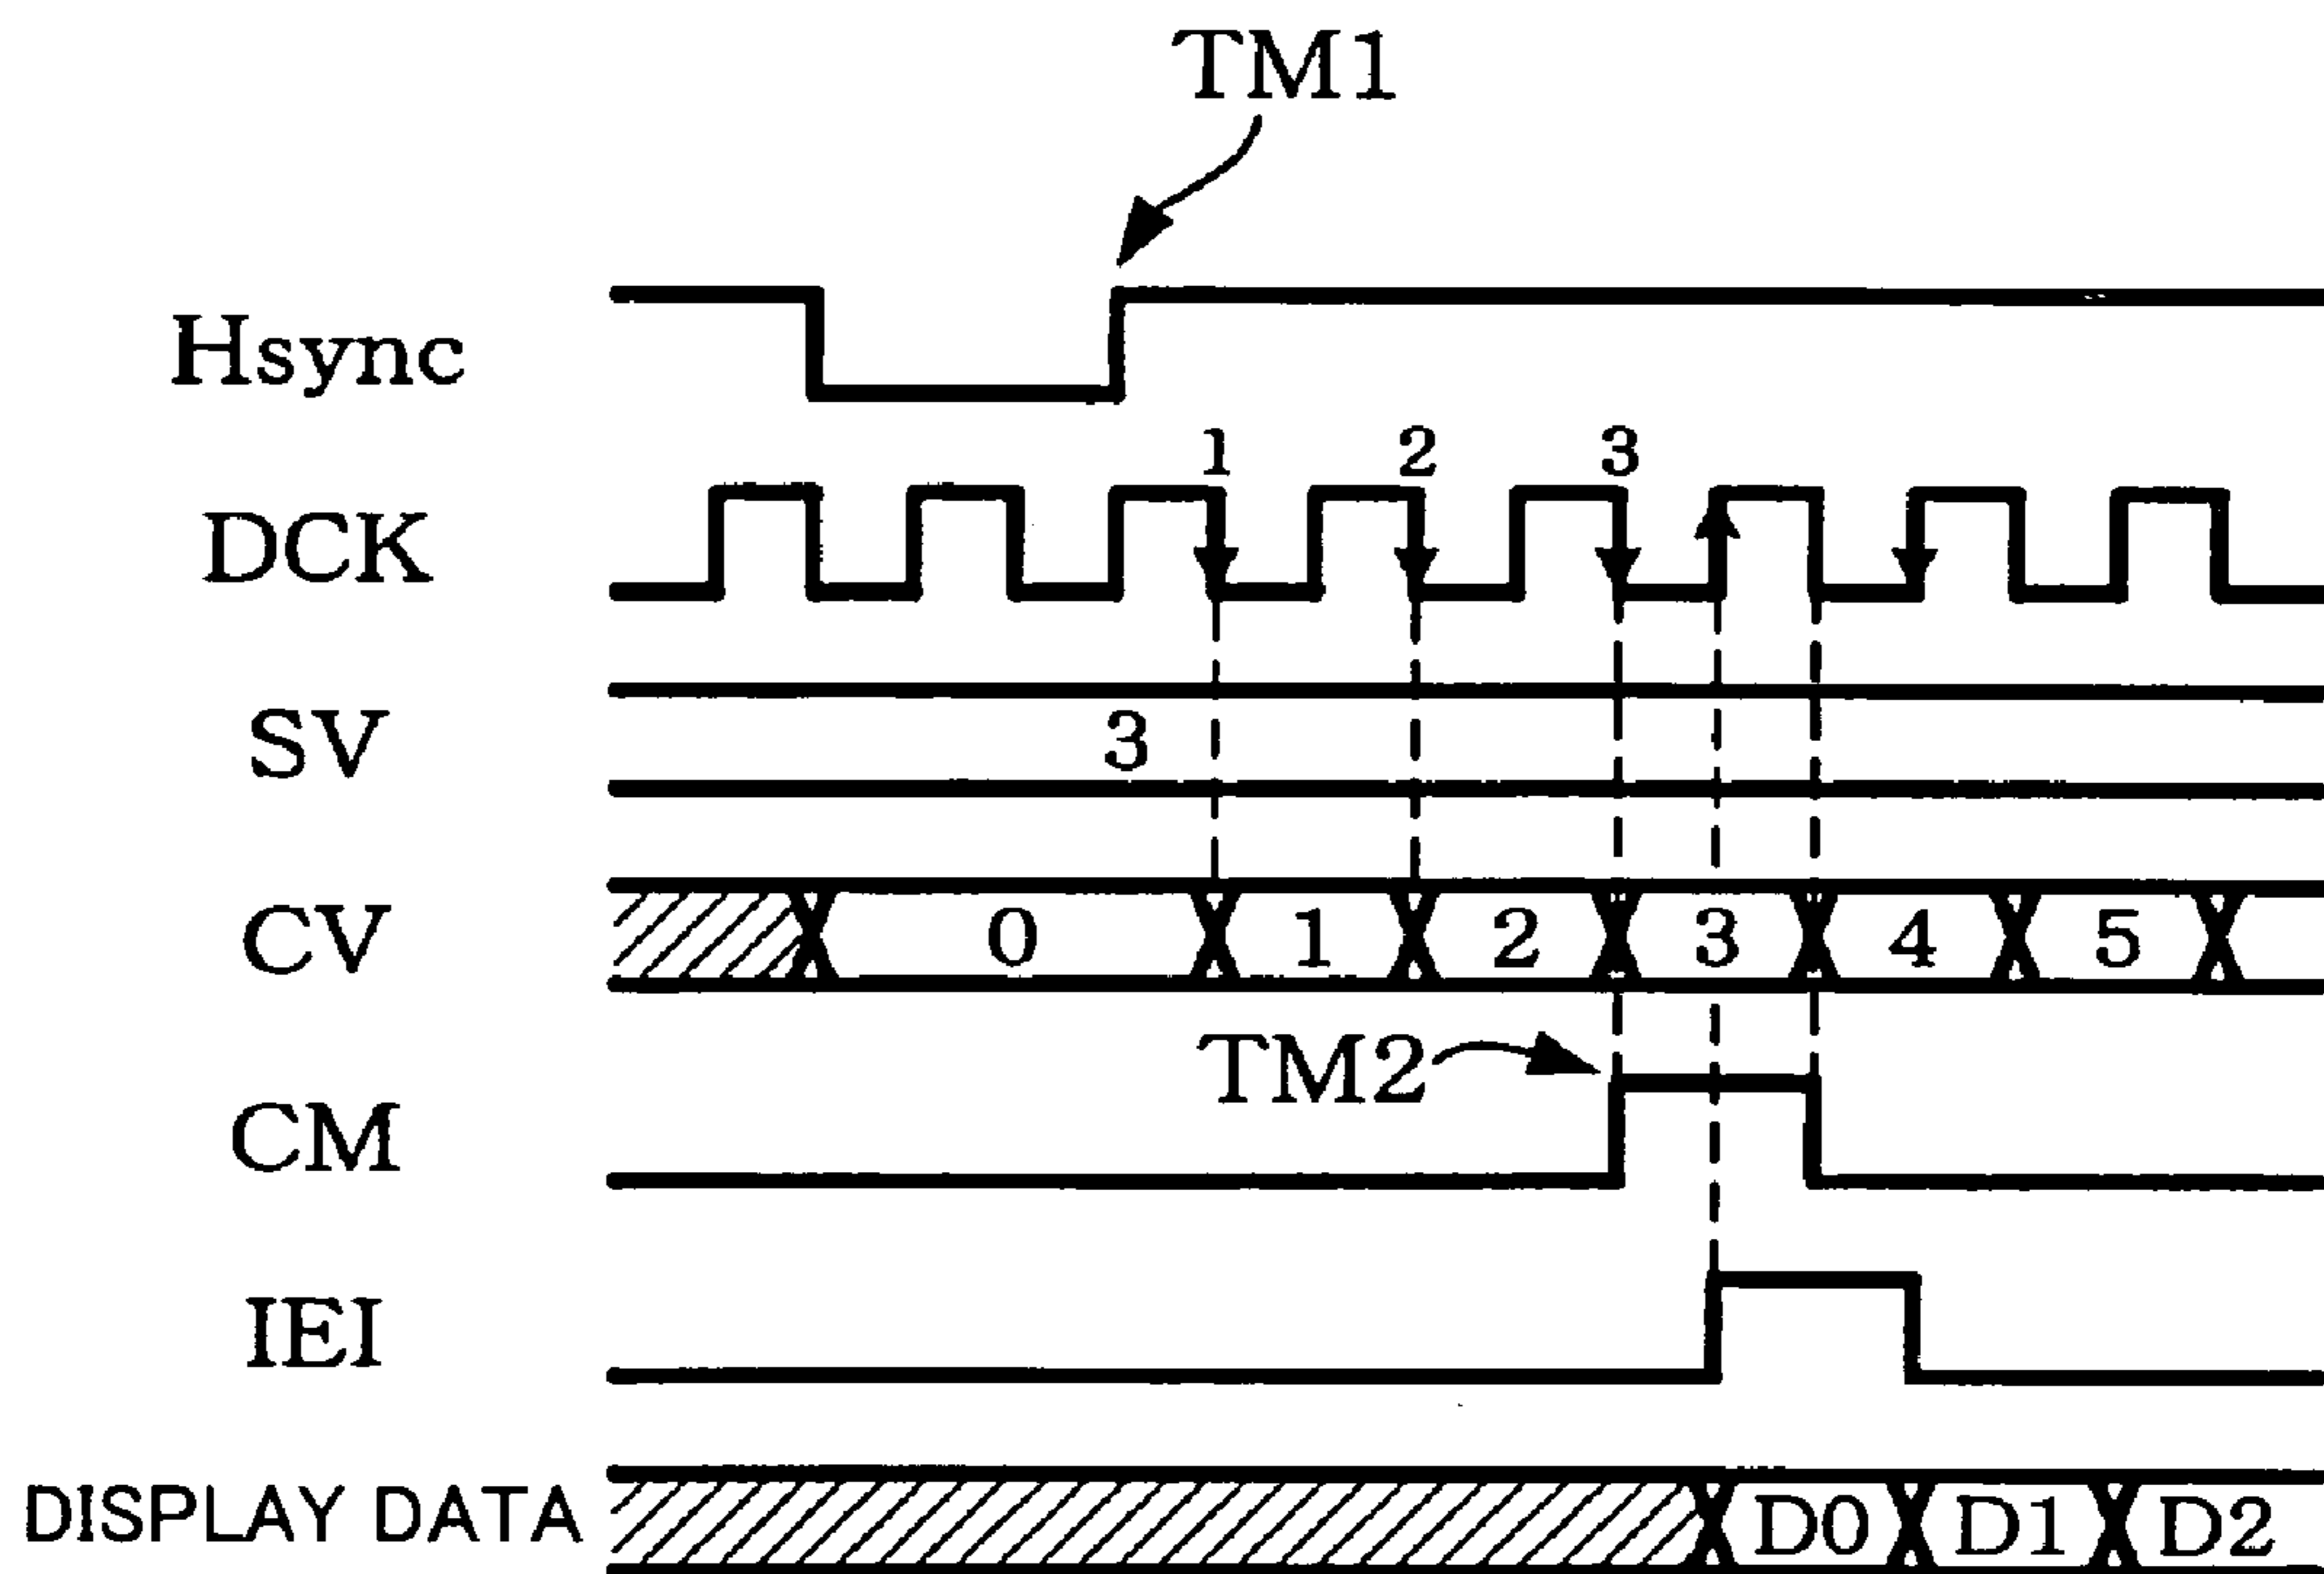 TM1
Hsync
1 2 3
DCK
SV 3
CV 0 1 2 3 4 5
TM2
CM
IEI
DISPLAY DATA D0 D1 D2